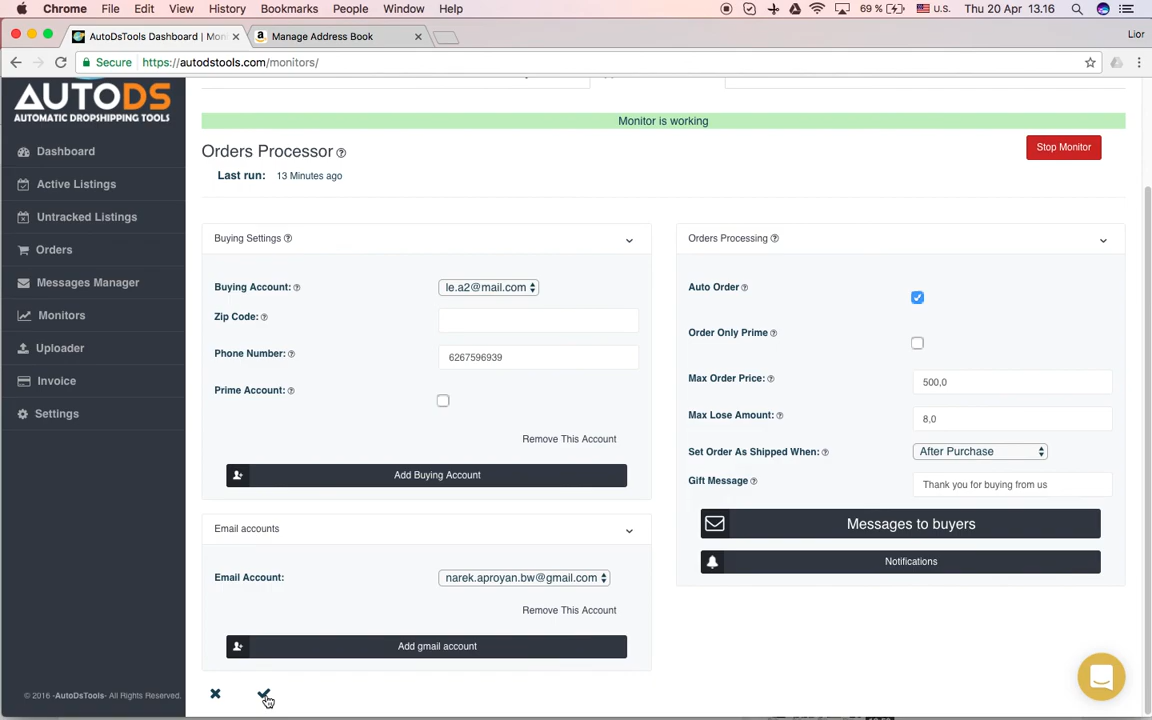 Chrome File Edit View History Bookmarks People Window Help 69 % U.S. Thu 20 Apr 13.16
AutoDsTools Dashboard | Moni × Manage Address Book × Lior
Secure https://autodstools.com/monitors/
AUTODS
AUTOMATIC DROPSHIPPING TOOLS
Dashboard
Active Listings
Untracked Listings
Orders
Messages Manager
Monitors
Uploader
Invoice
Settings
© 2016 -AutoDsTools- All Rights Reserved.
Monitor is working
Orders Processor
Stop Monitor
Last run: 13 Minutes ago
Buying Settings
Buying Account: le.a2@mail.com
Zip Code:
Phone Number: 6267596939
Prime Account:
Remove This Account
Add Buying Account
Email accounts
Email Account: narek.aproyan.bw@gmail.com
Remove This Account
Add gmail account
Orders Processing
Auto Order
Order Only Prime
Max Order Price: 500,0
Max Lose Amount: 8,0
Set Order As Shipped When: After Purchase
Gift Message Thank you for buying from us
Messages to buyers
Notifications